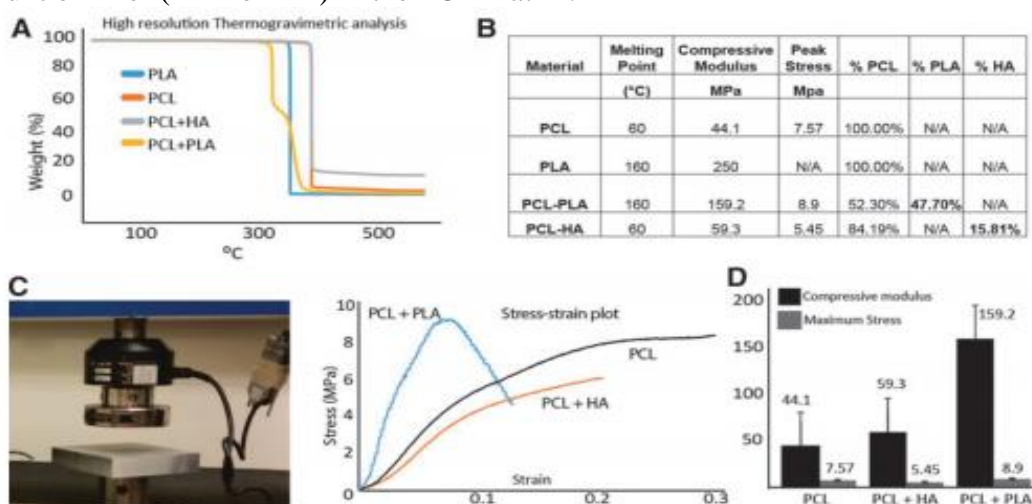 A High resolution Thermogravimetric analysis
100
80
60
40
20
0
Weight (%)
PLA
PCL
PCL+HA
PCL+PLA
100 300 500
°C
B
Material Melting Point Compressive Modulus Peak Stress % PCL % PLA % HA
(°C) MPa Mpa
PCL 60 44.1 7.57 100.00% N/A N/A
PLA 160 250 N/A 100.00% N/A N/A
PCL-PLA 160 159.2 8.9 52.30% 47.70% N/A
PCL-HA 60 59.3 5.45 84.19% N/A 15.81%
C
10
8
6
4
2
0
Stress (MPa)
PCL + PLA
Stress-strain plot
PCL
PCL + HA
Strain
0.1 0.2 0.3
D
200
150
100
50
Compressive modulus
Maximum Stress
44.1
7.57
59.3
5.45
159.2
8.9
PCL PCL + HA PCL + PLA